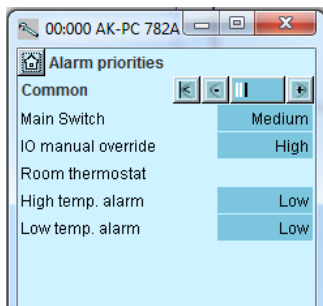 00:000 AK-PC 782A
Alarm priorities
Common
Main Switch Medium
IO manual override High
Room thermostat
High temp. alarm Low
Low temp. alarm Low